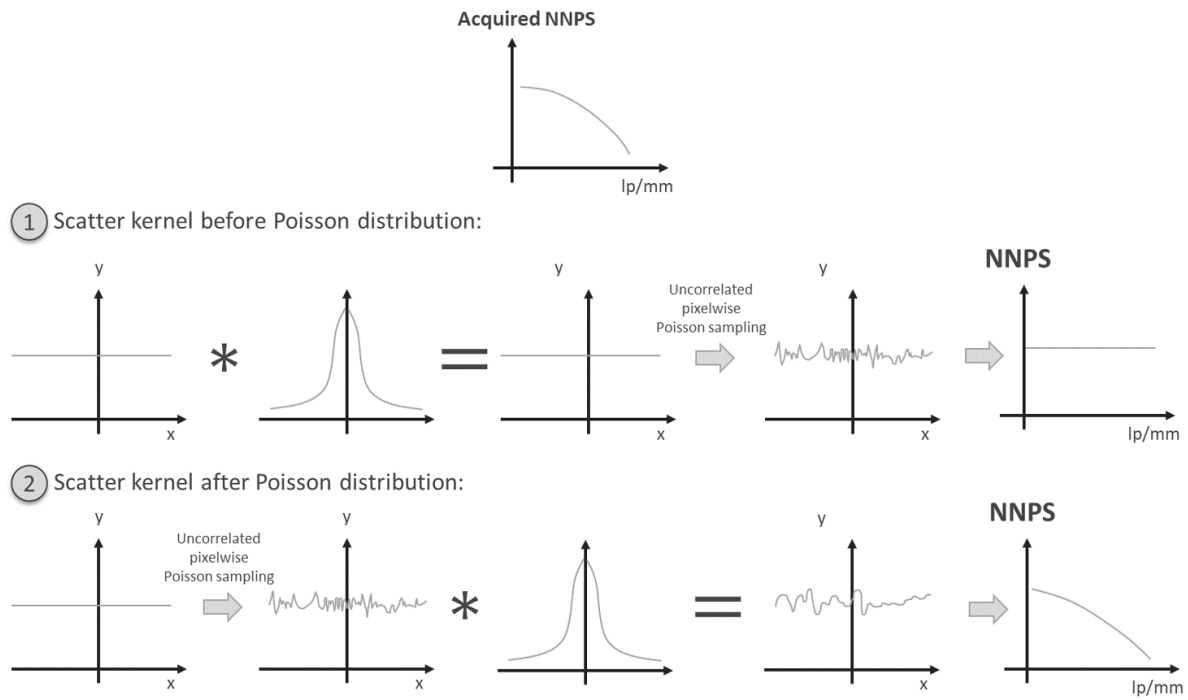 Acquired NNPS
lp/mm
1 Scatter kernel before Poisson distribution:
y
y
y
NNPS
Uncorrelated
pixelwise
Poisson sampling
*
=
x
x
x
lp/mm
2 Scatter kernel after Poisson distribution:
y
y
y
NNPS
Uncorrelated
pixelwise
Poisson sampling
*
=
x
x
x
lp/mm